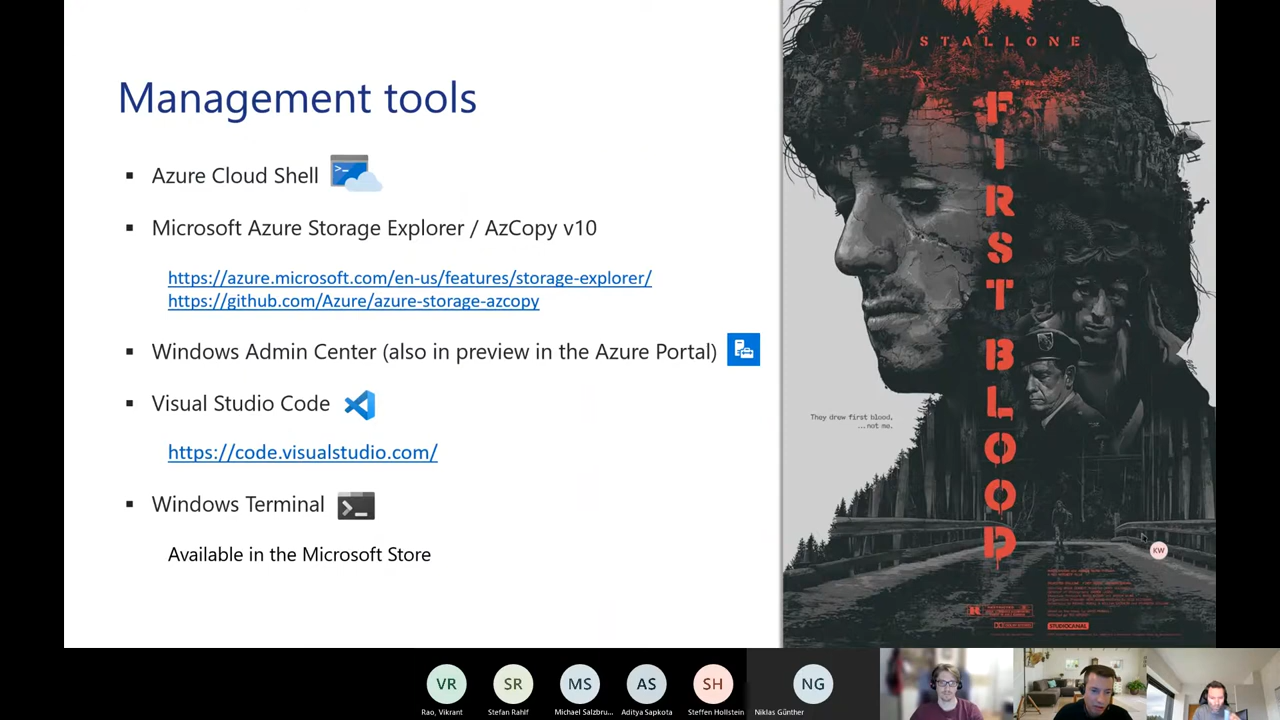 Management tools
▪ Azure Cloud Shell
▪ Microsoft Azure Storage Explorer / AzCopy v10
https://azure.microsoft.com/en-us/features/storage-explorer/
https://github.com/Azure/azure-storage-azcopy
▪ Windows Admin Center (also in preview in the Azure Portal)
▪ Visual Studio Code
https://code.visualstudio.com/
▪ Windows Terminal
Available in the Microsoft Store
STALLONE
FIRST BLOOD
They drew first blood,
...not me.
KW
R
STUDIOCANAL
VR
SR
MS
AS
SH
NG
Rao, Vikrant
Stefan Rahlf
Michael Salzbru...
Aditya Sapkota
Steffen Hollstein
Niklas Günther